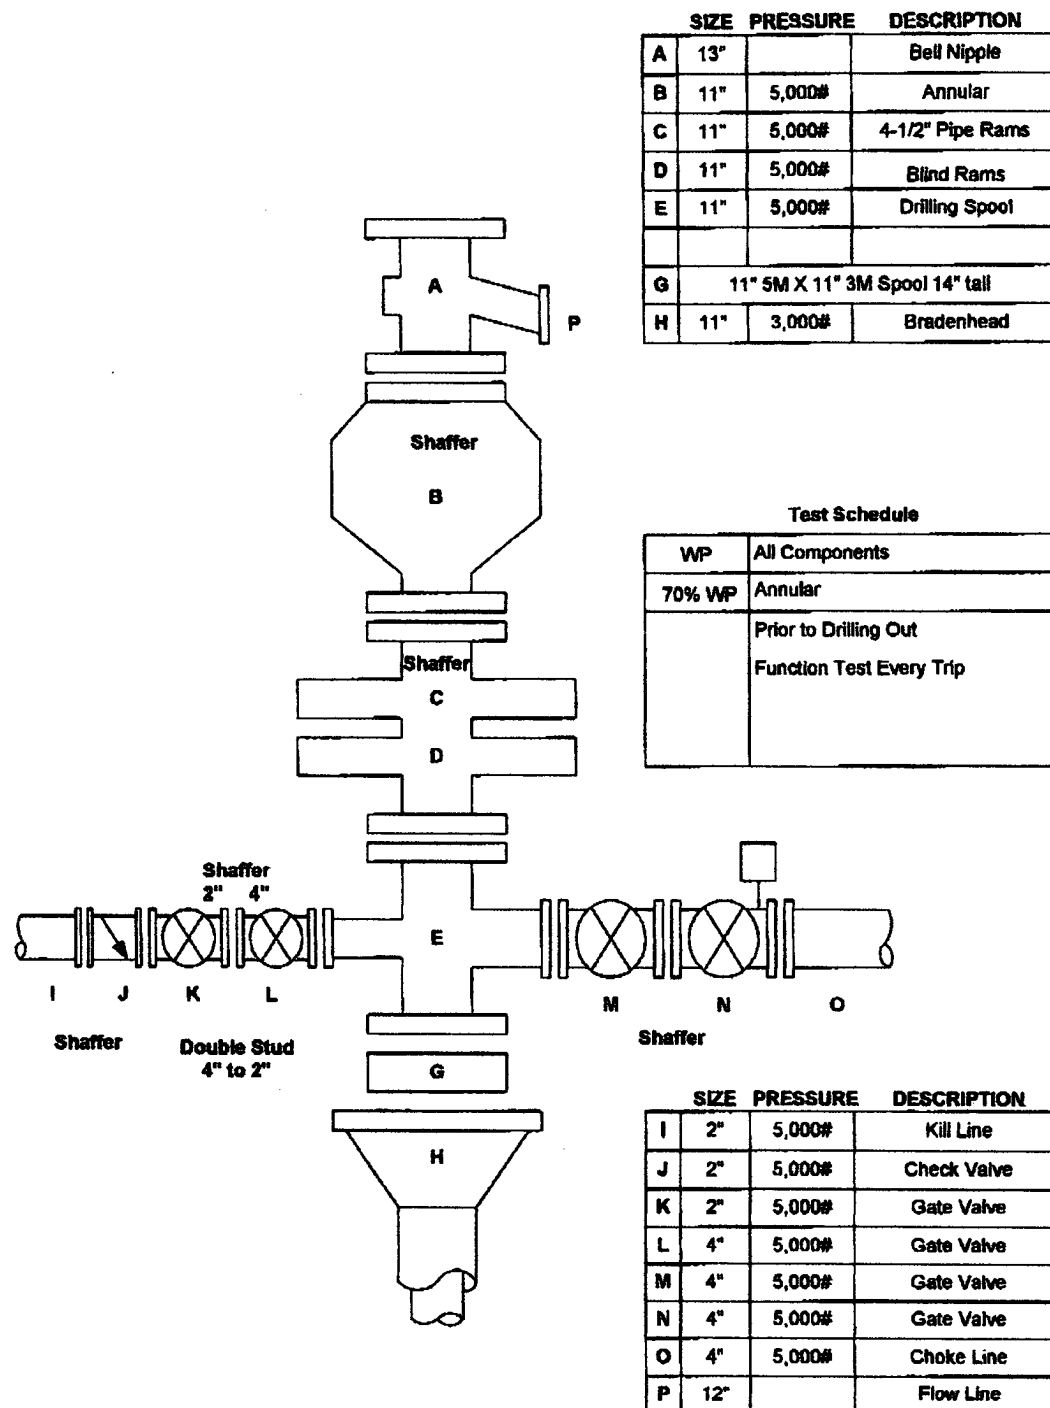 SIZE PRESSURE DESCRIPTION
A 13" Bell Nipple
B 11" 5,000# Annular
C 11" 5,000# 4-1/2" Pipe Rams
D 11" 5,000# Blind Rams
E 11" 5,000# Drilling Spool
G 11" 5M X 11" 3M Spool 14" tall
H 11" 3,000# Bradenhead
A
P
Shaffer
B
Test Schedule
WP All Components
70% WP Annular
Prior to Drilling Out
Function Test Every Trip
Shaffer
C
D
Shaffer
2" 4"
E
I J K L
M N O
Shaffer
Double Stud
4" to 2"
Shaffer
G
H
SIZE PRESSURE DESCRIPTION
I 2" 5,000# Kill Line
J 2" 5,000# Check Valve
K 2" 5,000# Gate Valve
L 4" 5,000# Gate Valve
M 4" 5,000# Gate Valve
N 4" 5,000# Gate Valve
O 4" 5,000# Choke Line
P 12" Flow Line